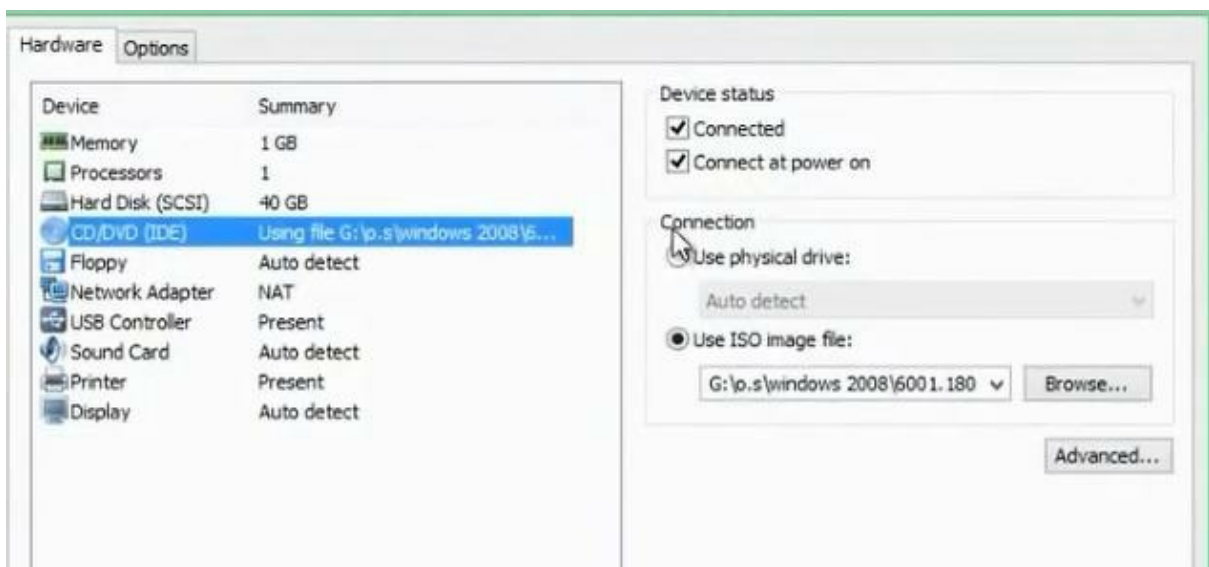 Hardware Options
Device Summary
Memory 1 GB
Processors 1
Hard Disk (SCSI) 40 GB
CD/DVD (IDE) Using file G:\o.s\windows 2008\6...
Floppy Auto detect
Network Adapter NAT
USB Controller Present
Sound Card Auto detect
Printer Present
Display Auto detect
Device status
Connected
Connect at power on
Connection
Use physical drive:
Auto detect
Use ISO image file:
G:\o.s\windows 2008\6001.180 Browse...
Advanced...